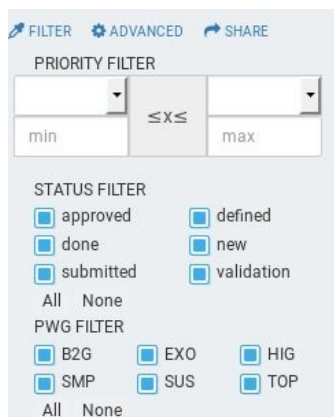 FILTER ADVANCED SHARE
PRIORITY FILTER
≤x≤
min max
STATUS FILTER
approved defined
done new
submitted validation
All None
PWG FILTER
B2G EXO HIG
SMP SUS TOP
All None